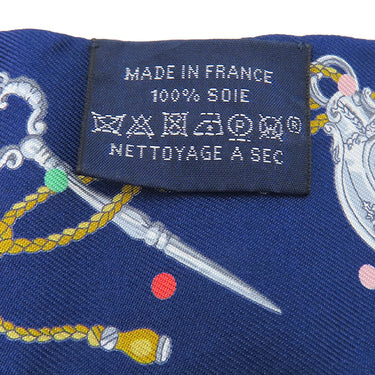 MADE IN FRANCE
100% SOIE
P ®
NETTOYAGE A SEC